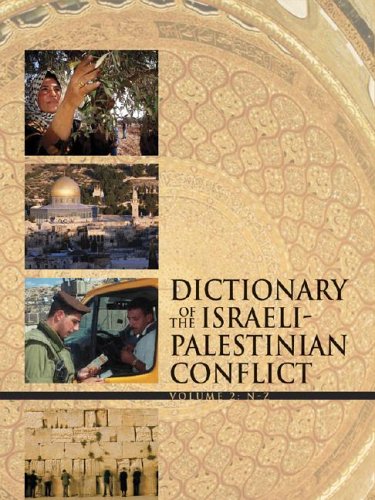 DICTIONARY
OF THE ISRAELI-
PALESTINIAN
CONFLICT
VOLUME 2: N-Z